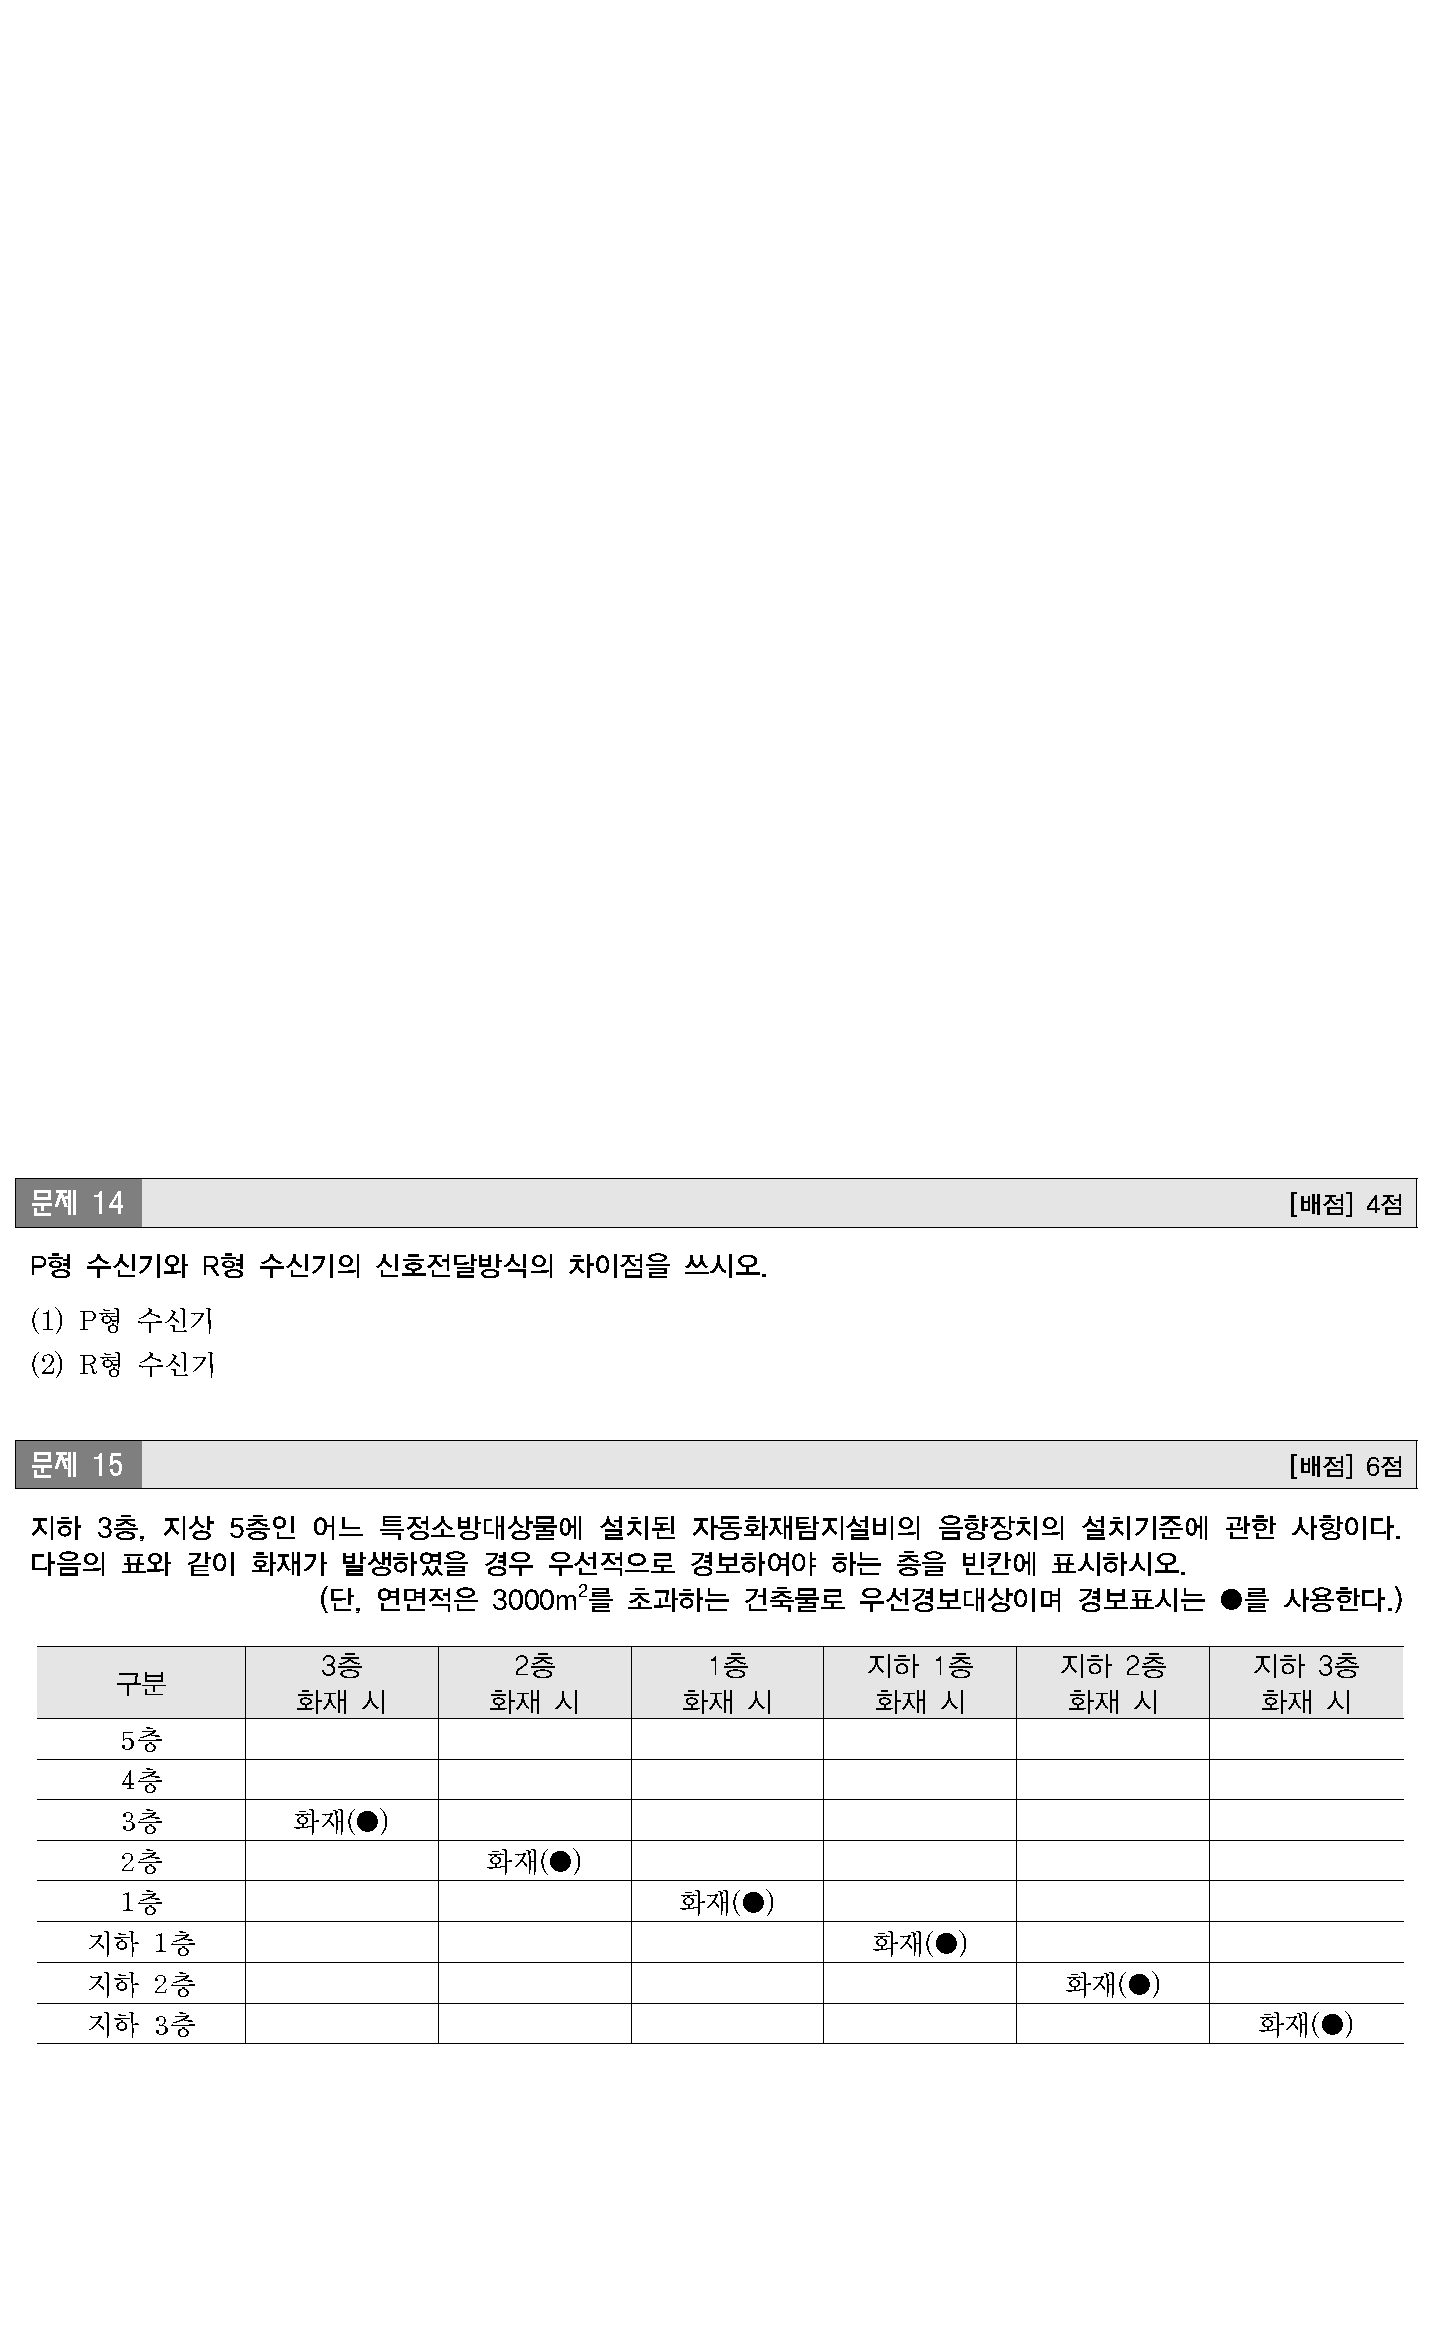 문제 14 [배점] 4점
P형 수신기와 R형 수신기의 신호전달방식의 차이점을 쓰시오.
(1) P형 수신기
(2) R형 수신기
문제 15 [배점] 6점
지하 3층, 지상 5층인 어느 특정소방대상물에 설치된 자동화재탐지설비의 음향장치의 설치기준에 관한 사항이다.
다음의 표와 같이 화재가 발생하였을 경우 우선적으로 경보하여야 하는 층을 빈칸에 표시하시오.
(단, 연면적은 3000m²를 초과하는 건축물로 우선경보대상이며 경보표시는 ●를 사용한다.)
구분 3층 화재 시 2층 화재 시 1층 화재 시 지하 1층 화재 시 지하 2층 화재 시 지하 3층 화재 시
5층
4층
3층 화재(●)
2층 화재(●)
1층 화재(●)
지하 1층 화재(●)
지하 2층 화재(●)
지하 3층 화재(●)